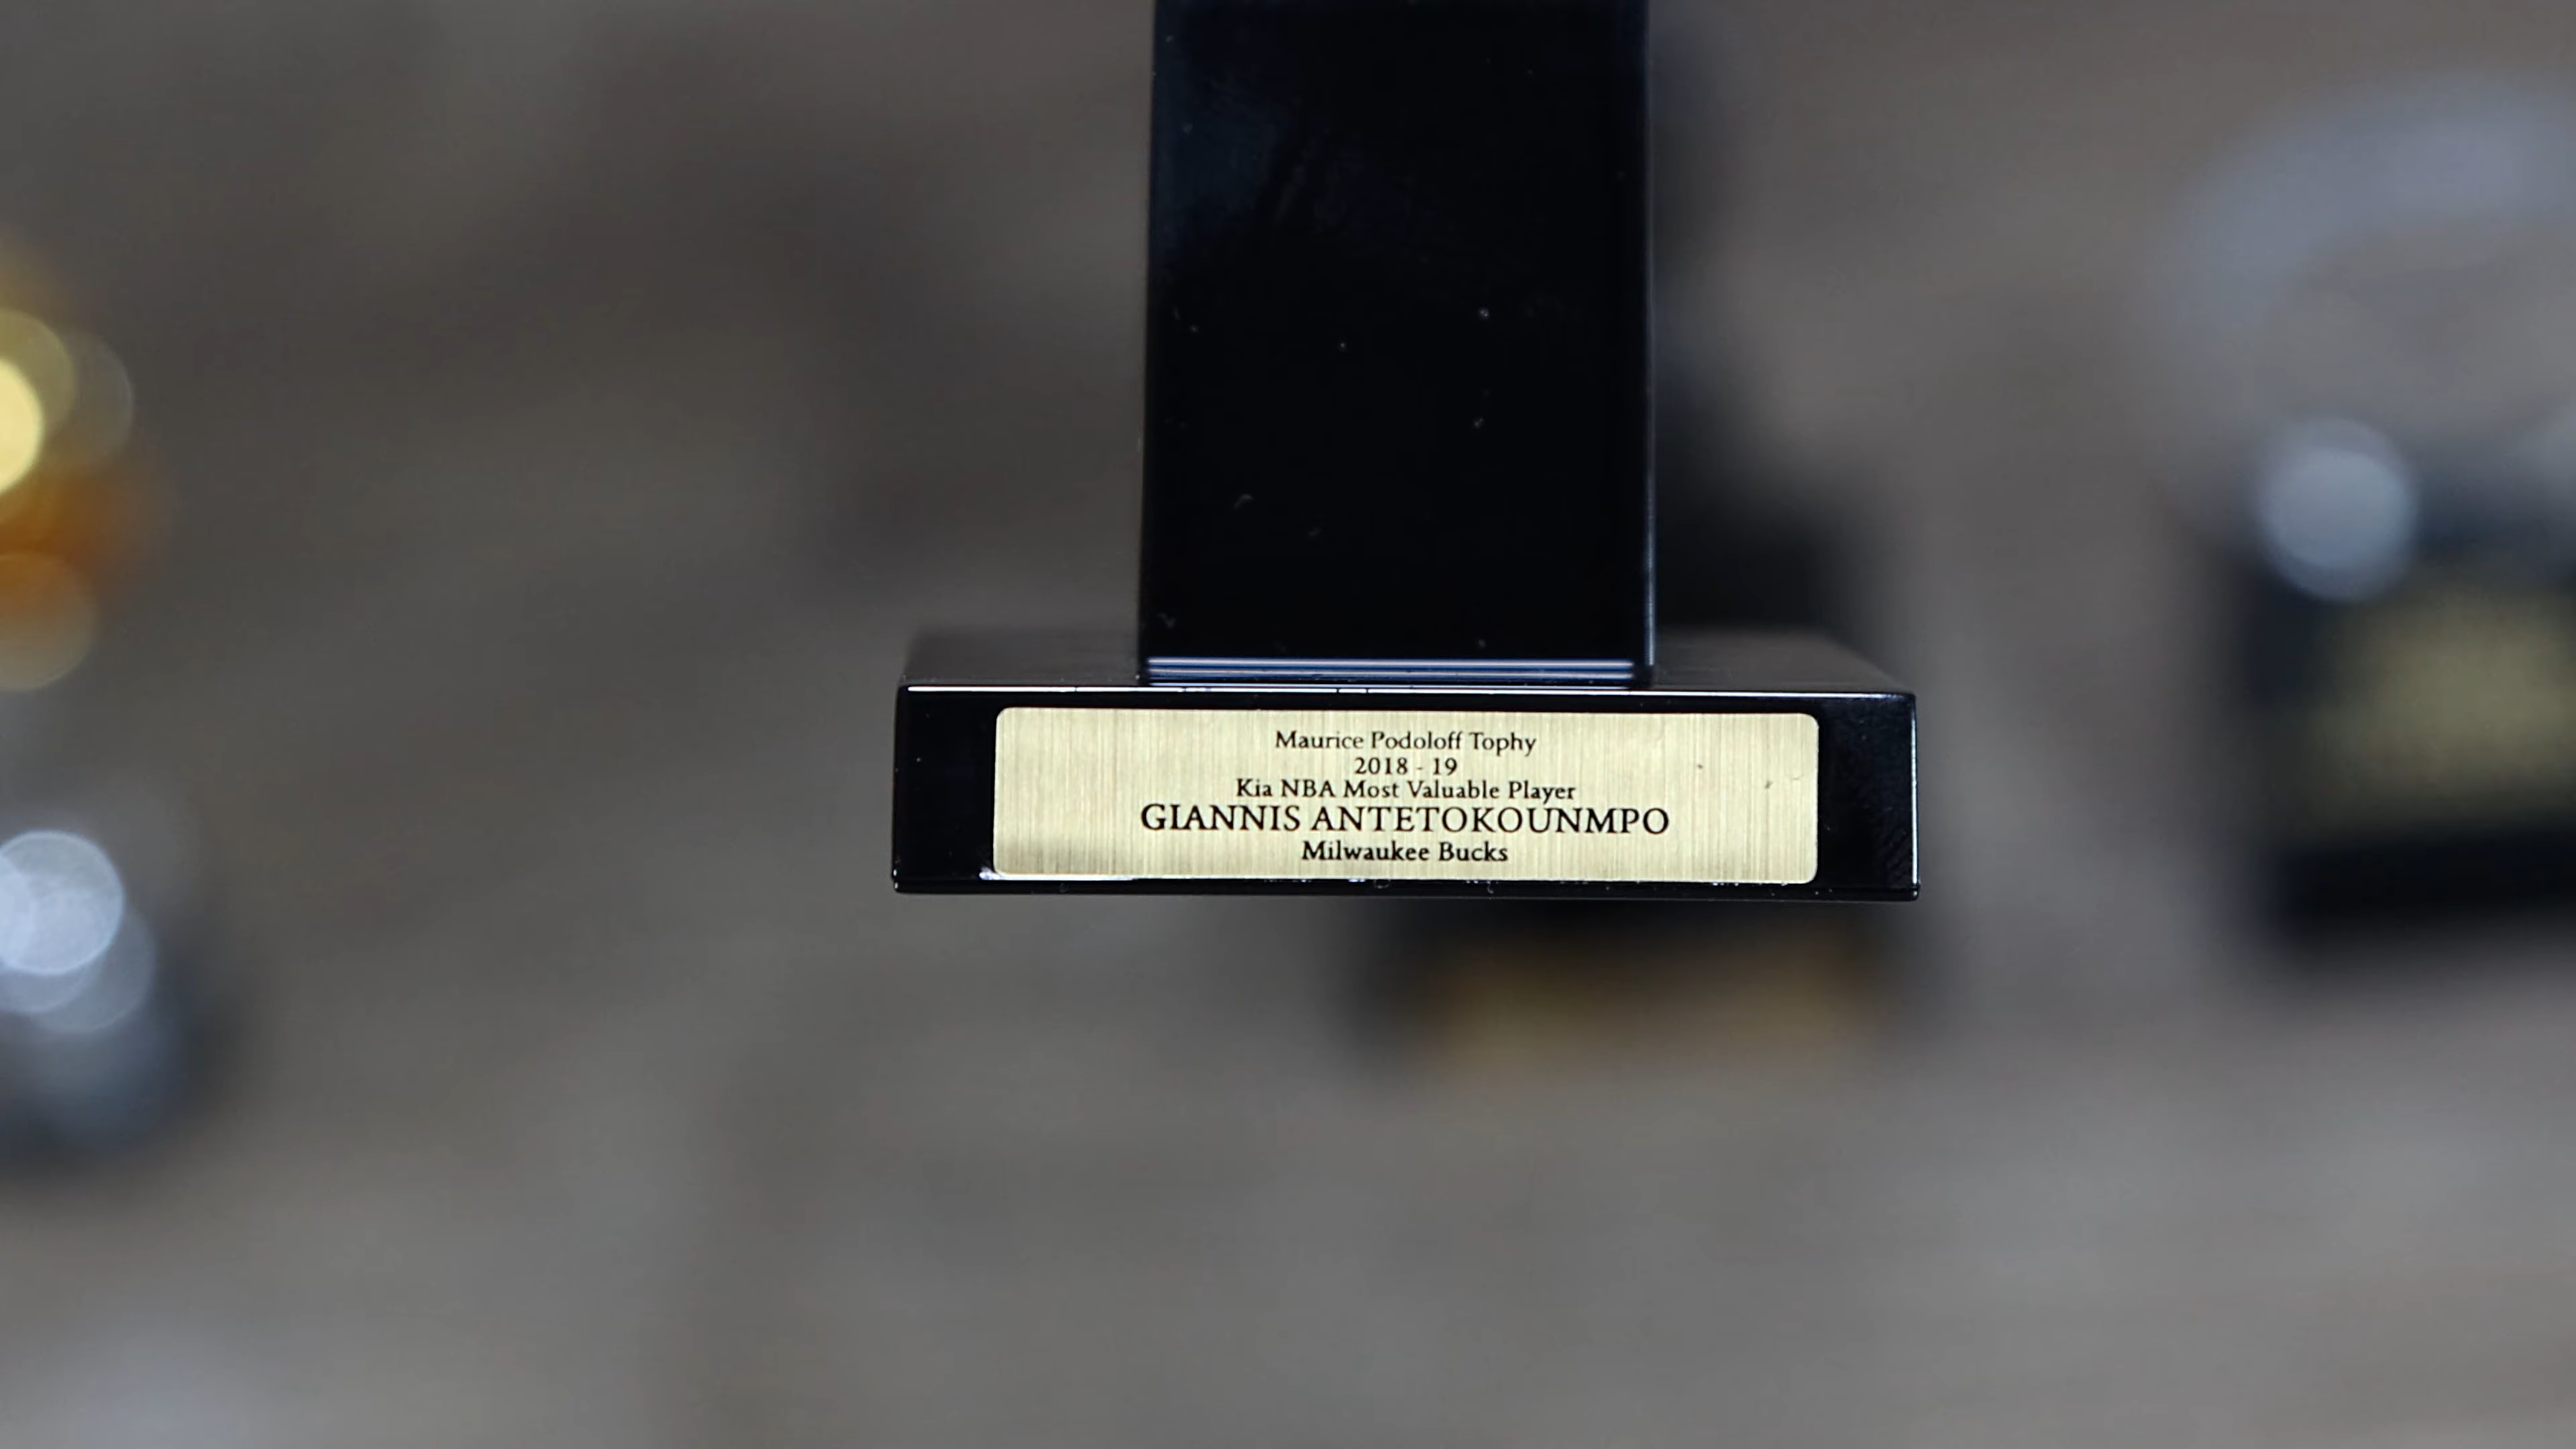 Maurice Podoloff Tophy
2018 - 19
Kia NBA Most Valuable Player
GIANNIS ANTETOKOUNMPO
Milwaukee Bucks